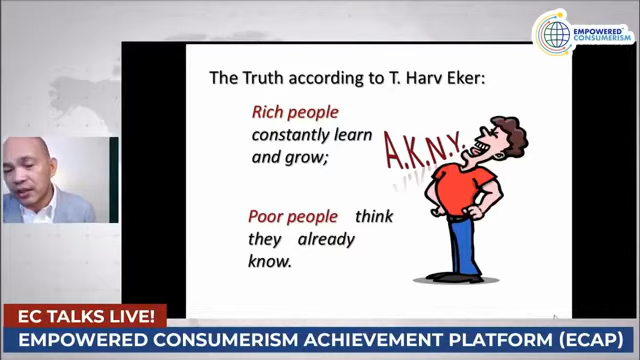 EMPOWERED
CONSUMERISM
The Truth according to T. Harv Eker:
Rich people
constantly learn
and grow;
A.K.N.Y.
Poor people think
they already
know.
EC TALKS LIVE!
EMPOWERED CONSUMERISM ACHIEVEMENT PLATFORM (ECAP)